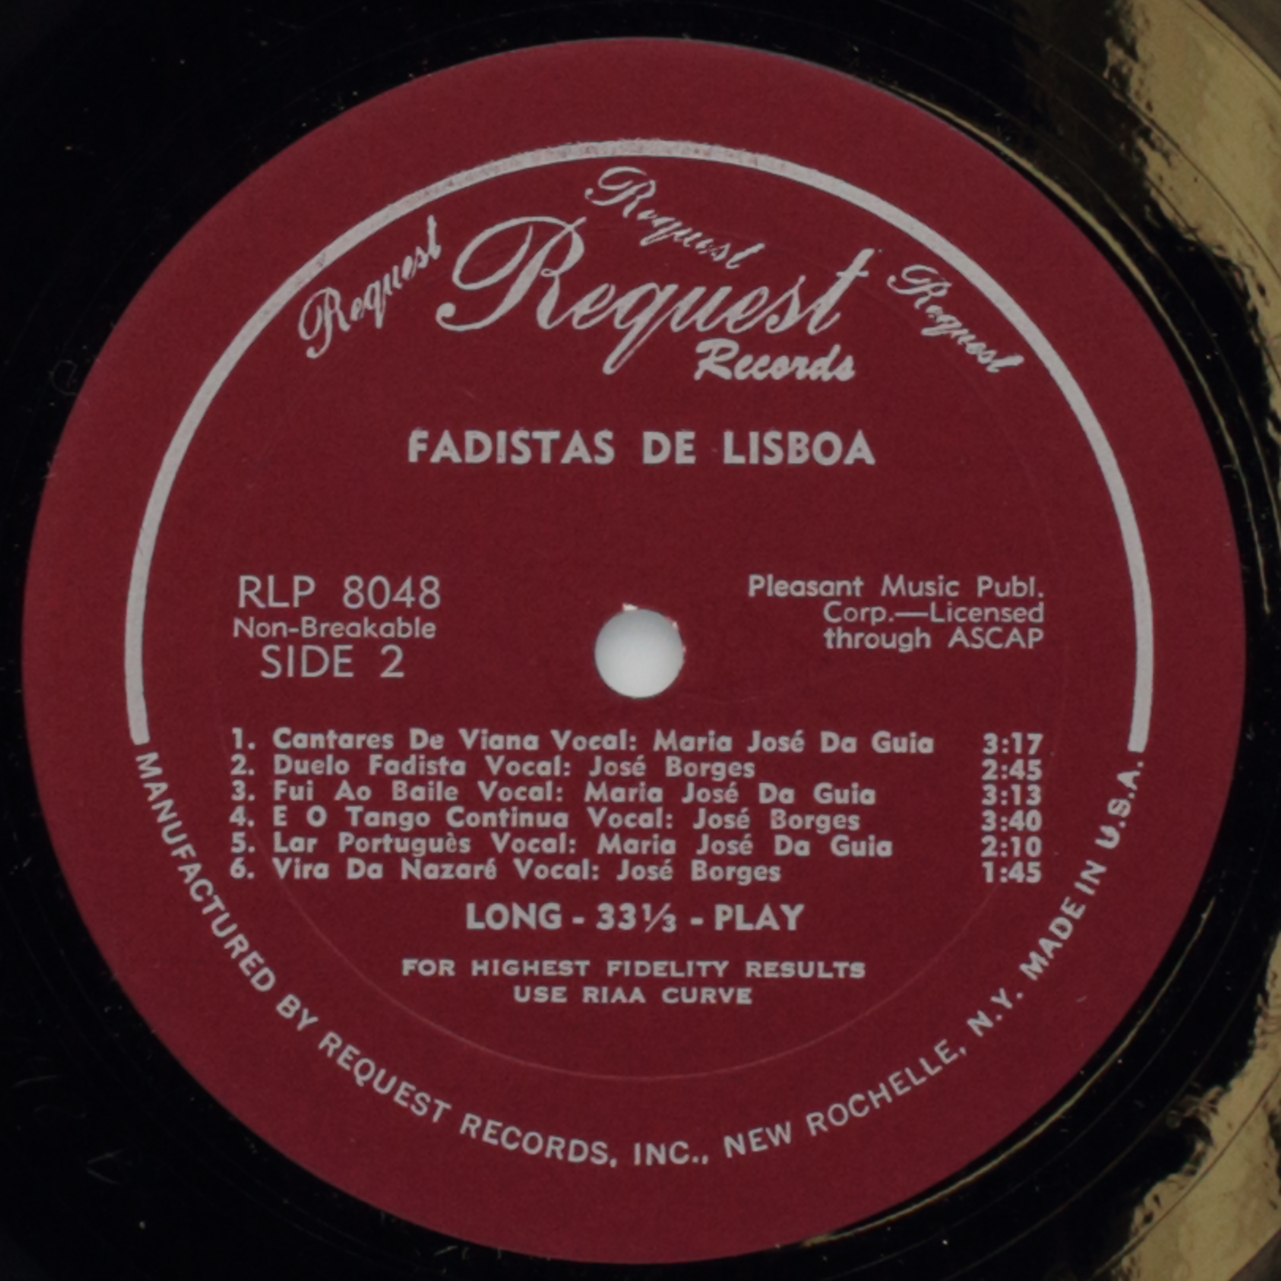 Request
Request
Request
Request
Records
FADISTAS DE LISBOA
RLP 8048
Non-Breakable
SIDE 2
Pleasant Music Publ.
Corp.—Licensed
through ASCAP
1. Cantares De Viana Vocal: Maria José Da Guia 3:17
2. Duelo Fadista Vocal: José Borges 2:45
3. Fui Ao Baile Vocal: Maria José Da Guia 3:13
4. E O Tango Continua Vocal: José Borges 3:40
5. Lar Portuguès Vocal: Maria José Da Guia 2:10
6. Vira Da Nazaré Vocal: José Borges 1:45
LONG - 33⅓ - PLAY
FOR HIGHEST FIDELITY RESULTS
USE RIAA CURVE
MANUFACTURED BY REQUEST RECORDS, INC., NEW ROCHELLE, N.Y. MADE IN U.S.A.